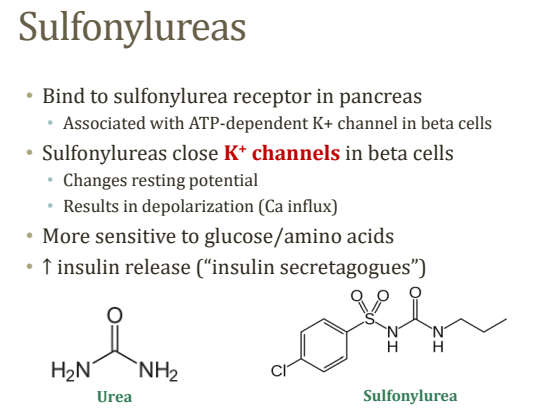 Sulfonylureas
• Bind to sulfonylurea receptor in pancreas
• Associated with ATP-dependent K+ channel in beta cells
• Sulfonylureas close K⁺ channels in beta cells
• Changes resting potential
• Results in depolarization (Ca influx)
• More sensitive to glucose/amino acids
• ↑ insulin release (“insulin secretagogues”)
O
H₂N NH₂
Urea
O O O
S
N N
H H
Cl
Sulfonylurea